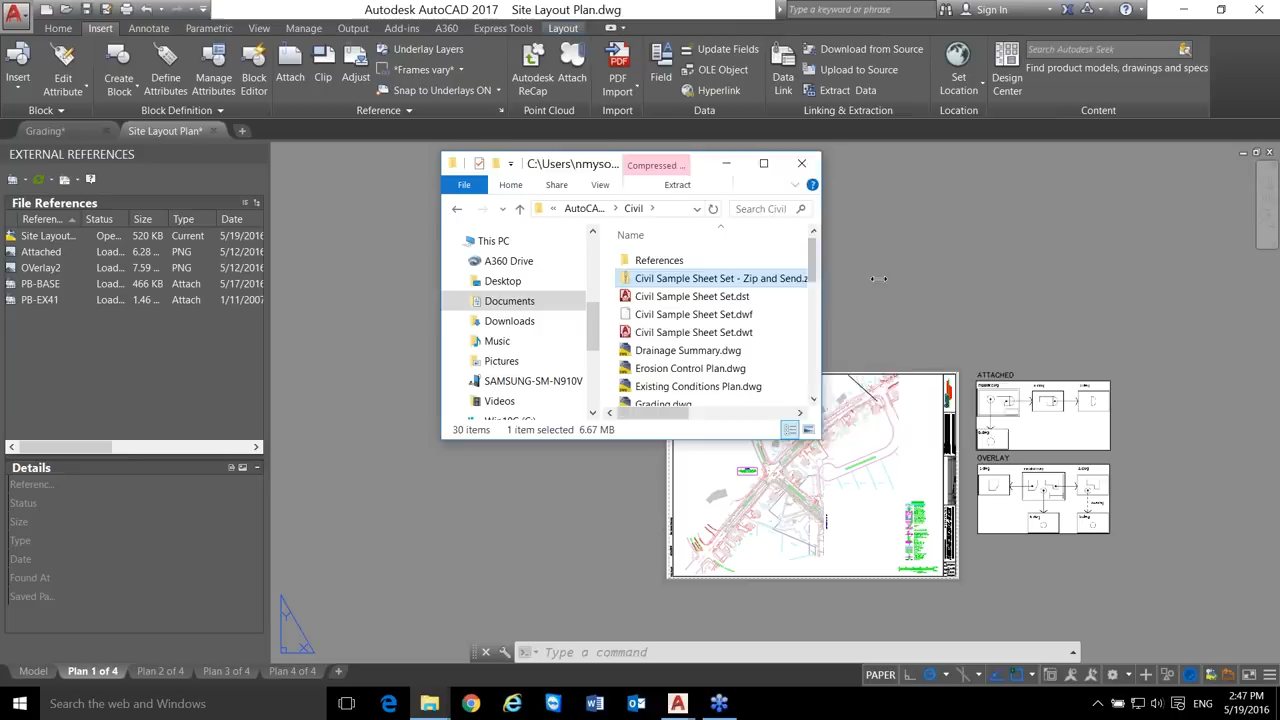 Autodesk AutoCAD 2017 Site Layout Plan.dwg
Type a keyword or phrase
Sign In
Home Insert Annotate Parametric View Manage Output Add-ins A360 Express Tools Layout
Insert
Edit Attribute
Create Block
Define Attributes
Manage Attributes
Block Editor
Attach
Clip
Adjust
Underlay Layers
*Frames vary*
Snap to Underlays ON
Autodesk ReCap
Attach
PDF Import
Field
Update Fields
OLE Object
Hyperlink
Data Link
Download from Source
Upload to Source
Extract Data
Set Location
Design Center
Search Autodesk Seek
Find product models, drawings and specs
Block Block Definition Reference Point Cloud Import Data Linking & Extraction Location Content
Grading* Site Layout Plan*
EXTERNAL REFERENCES
File References
Referen... Status Size Type Date
Site Layout... Ope... 520 KB Current 5/19/2016
Attached Load... 6.28 ... PNG 5/12/2016
OVerlay2 Load... 7.59 ... PNG 5/12/2016
PB-EASE Load... 466 KB Attach 5/17/2016
PB-EX41 Load... 1.46 ... Attach 1/11/2007
Details
Referenc...
Status
Size
Type
Date
Found At
Saved Pa...
C:\Users\nmyso... Compressed ...
File Home Share View Extract
« AutoCA... Civil Search Civil
This PC
A360 Drive
Desktop
Documents
Downloads
Music
Pictures
SAMSUNG-SM-N910V
Videos
Name
References
Civil Sample Sheet Set - Zip and Send.z
Civil Sample Sheet Set.dst
Civil Sample Sheet Set.dwf
Civil Sample Sheet Set.dwt
Drainage Summary.dwg
Erosion Control Plan.dwg
Existing Conditions Plan.dwg
Grading.dwg
30 items 1 item selected 6.67 MB
ATTACHED
OVERLAY
Y
X
Type a command
Model Plan 1 of 4 Plan 2 of 4 Plan 3 of 4 Plan 4 of 4
PAPER
Search the web and Windows
ENG
2:47 PM
5/19/2016